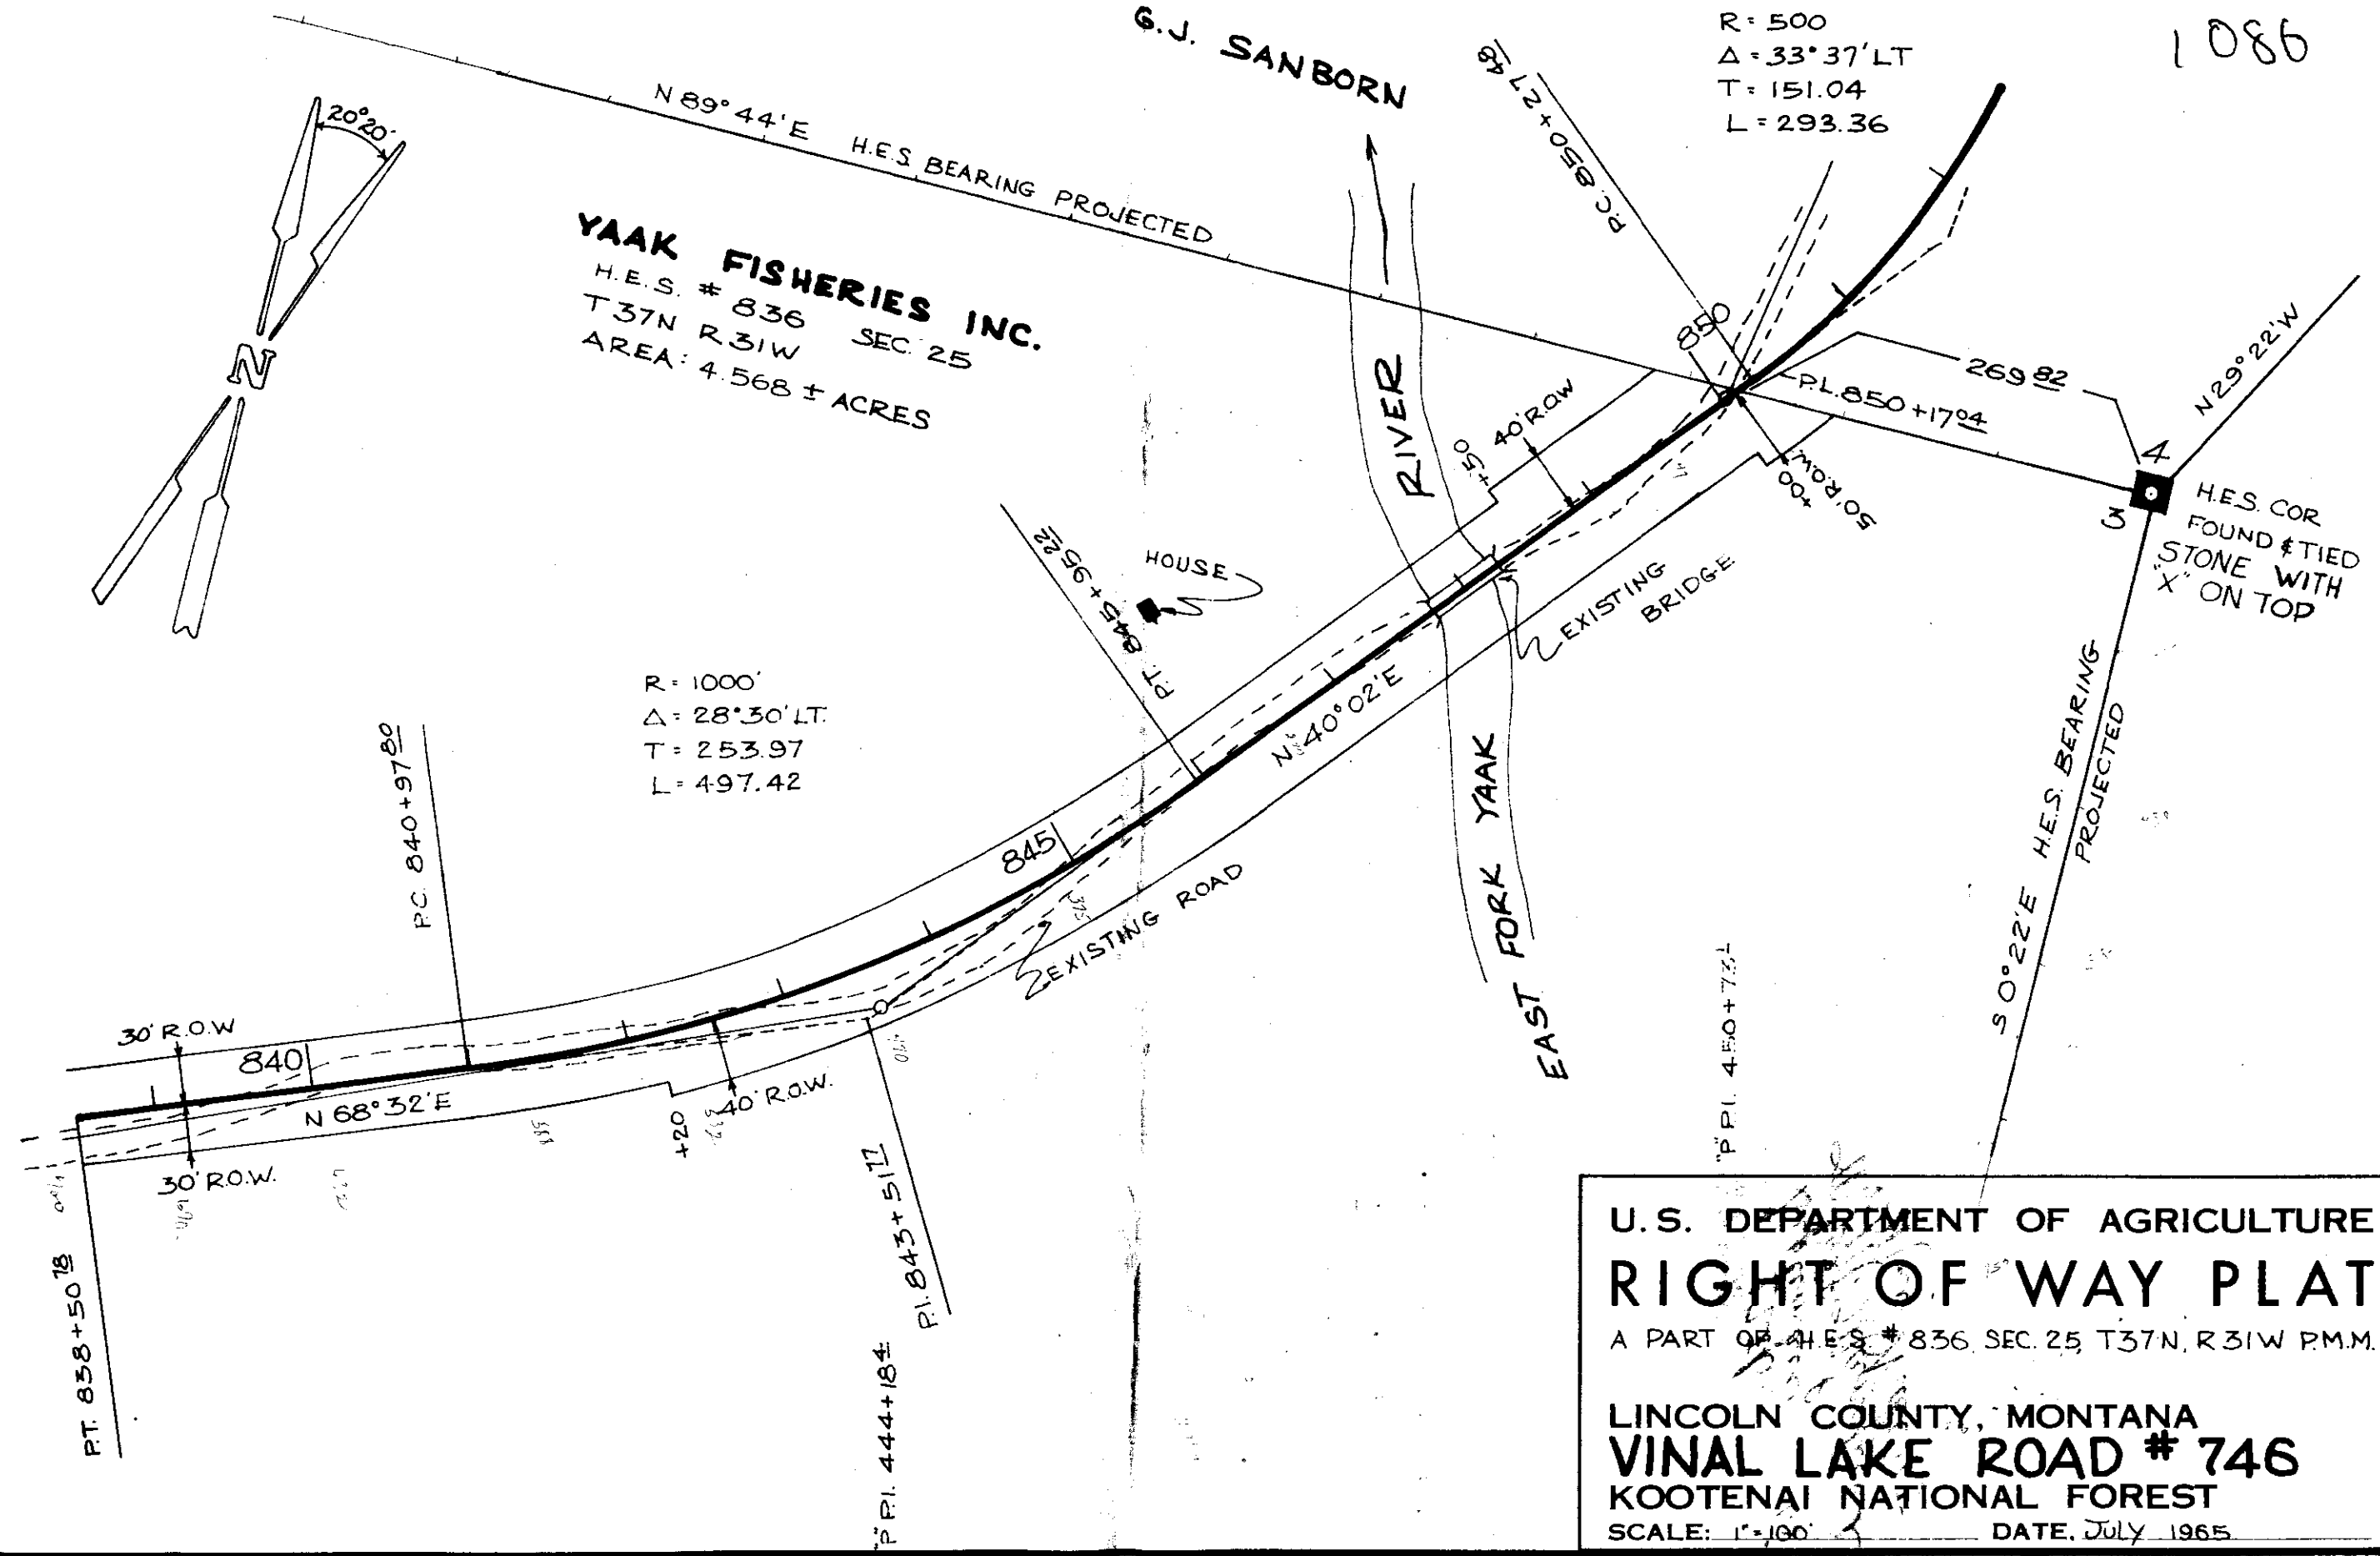 1086
G.J. SANBORN
R = 500
Δ = 33°37' LT
T = 151.04
L = 293.36
P.C. 850+27 48
20°20'
N
N 89°44'E H.E.S. BEARING PROJECTED
YAAK FISHERIES INC.
H.E.S. # 836 SEC. 25
T37N R31W
AREA: 4.568 ± ACRES
850
269 82
P.L. 850+17 04
N 29°22'W
4
3
H.E.S. COR
FOUND & TIED
STONE WITH
"X" ON TOP
+50
40' R.O.W
+00
50' R.O.W.
RIVER
EAST FORK YAAK
EXISTING
BRIDGE
HOUSE
P.T. 845+95 22
N 40°02'E
R = 1000'
Δ = 28°30' LT.
T = 253.97
L = 497.42
P.C. 840+97 80
845
EXISTING ROAD
30' R.O.W
840
N 68°32'E
30' R.O.W.
+20
40' R.O.W.
P.T. 838+50 78
P.I. 843+51 77
"P" P.I. 444+18 4
"P" P.I. 450+73 1
S 0°22'E H.E.S. BEARING
PROJECTED
U.S. DEPARTMENT OF AGRICULTURE
RIGHT OF WAY PLAT
A PART OF H.E.S. # 836 SEC. 25, T37N, R31W P.M.M.
LINCOLN COUNTY, MONTANA
VINAL LAKE ROAD # 746
KOOTENAI NATIONAL FOREST
SCALE: 1"=100' DATE. JULY 1965